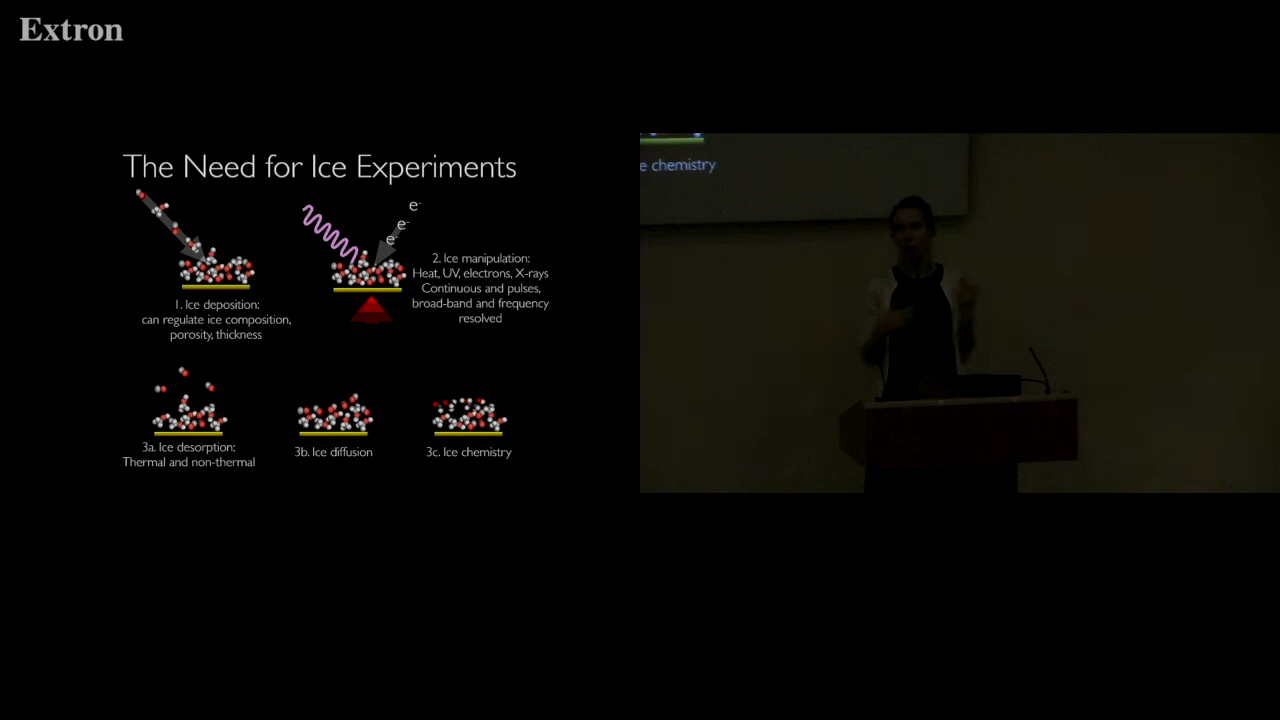 Extron
The Need for Ice Experiments
e-
e-
e-
1. Ice deposition:
can regulate ice composition,
porosity, thickness
2. Ice manipulation:
Heat, UV, electrons, X-rays
Continuous and pulses,
broad-band and frequency
resolved
3a. Ice desorption:
Thermal and non-thermal
3b. Ice diffusion
3c. Ice chemistry
e chemistry